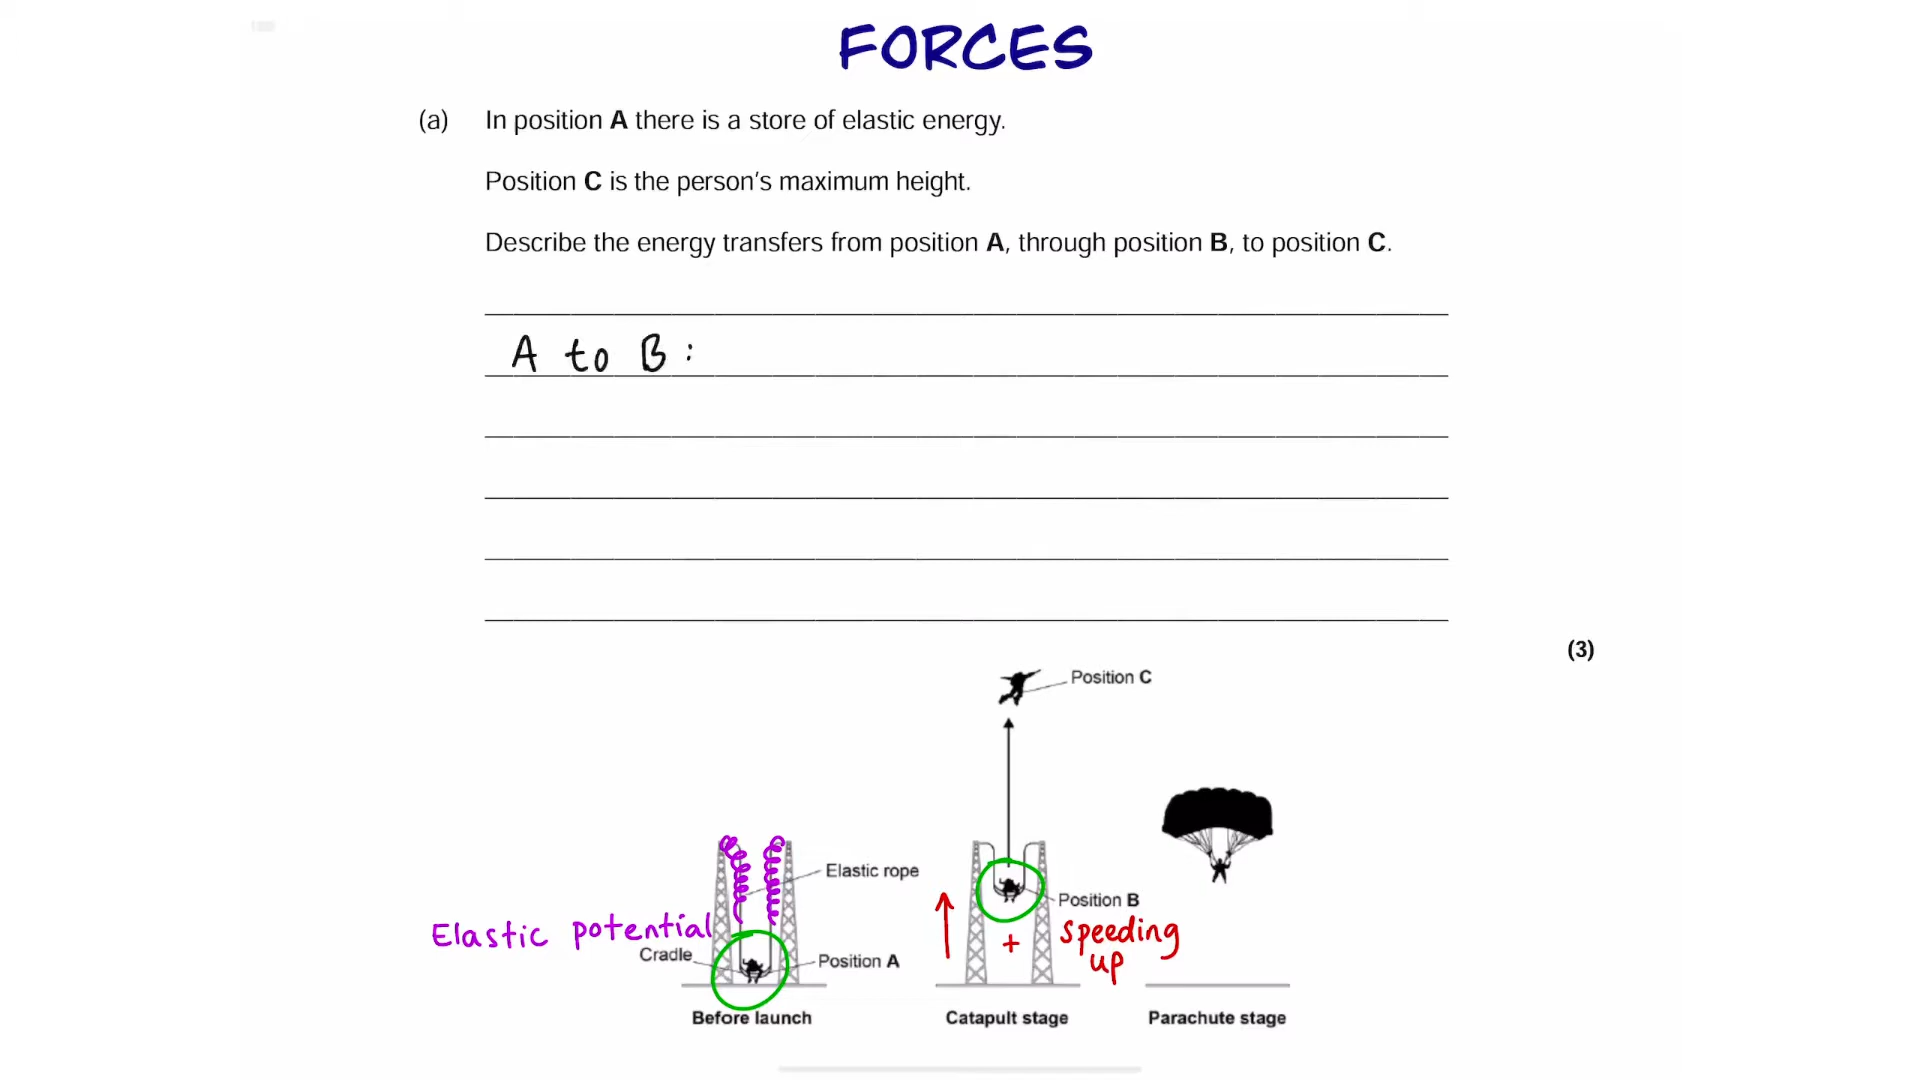 FORCES
(a) In position A there is a store of elastic energy.
Position C is the person's maximum height.
Describe the energy transfers from position A, through position B, to position C.
A to B:
(3)
Position C
Elastic rope
Position B
Elastic potential
+ speeding
up
Cradle
Position A
Before launch
Catapult stage
Parachute stage